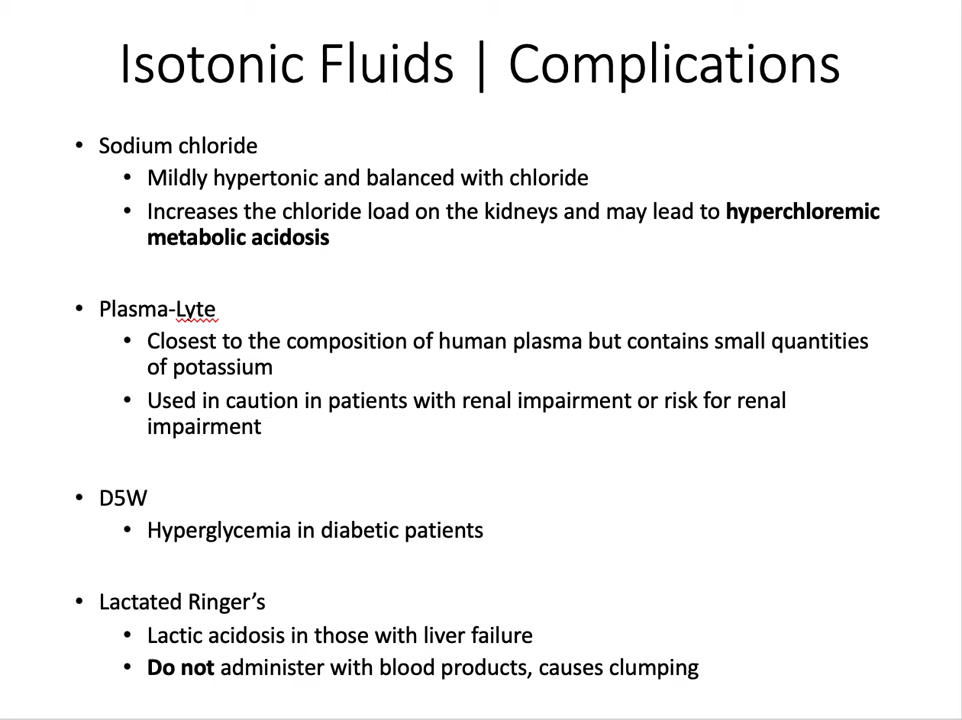 Isotonic Fluids | Complications
• Sodium chloride
• Mildly hypertonic and balanced with chloride
• Increases the chloride load on the kidneys and may lead to hyperchloremic
metabolic acidosis
• Plasma-Lyte
• Closest to the composition of human plasma but contains small quantities
of potassium
• Used in caution in patients with renal impairment or risk for renal
impairment
• D5W
• Hyperglycemia in diabetic patients
• Lactated Ringer’s
• Lactic acidosis in those with liver failure
• Do not administer with blood products, causes clumping